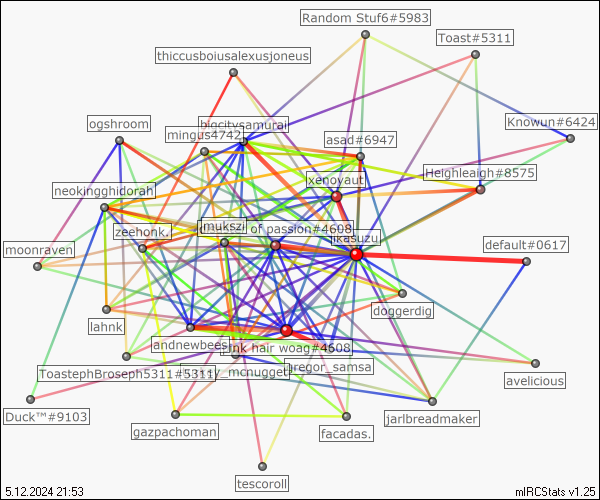 Random Stuf6#5983
Toast#5311
thiccusboiusalexusjoneus
ogshroom
bigcitysamurai
Knowun#6424
mingus4742
asad#6947
Heighleaigh#8575
xenoyaut
neokingghidorah
mukszi
of passion#4608
zeehonk.
ikasuzu
default#0617
moonraven
doggerdig
lahnk
andnewbees
pink hair woag#4608
gregor_samsa
ToastephBroseph5311#5311
y_mcnugget
avelicious
Duck™#9103
gazpachoman
facadas.
jarlbreadmaker
tescoroll
5.12.2024 21:53
mIRCStats v1.25